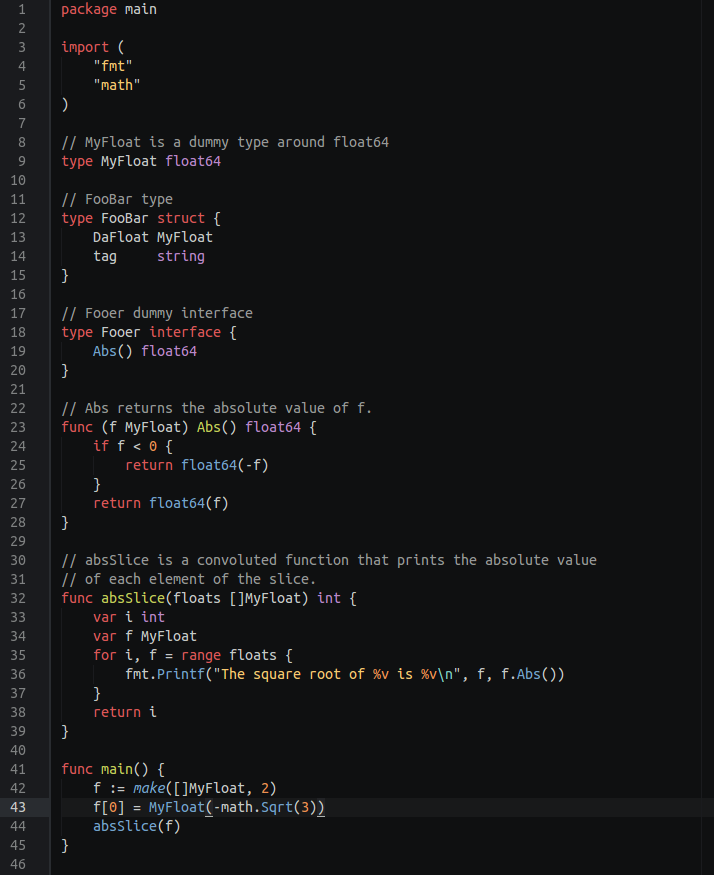 1 package main
2
3 import (
4     "fmt"
5     "math"
6 )
7
8 // MyFloat is a dummy type around float64
9 type MyFloat float64
10
11 // FooBar type
12 type FooBar struct {
13     DaFloat MyFloat
14     tag     string
15 }
16
17 // Fooer dummy interface
18 type Fooer interface {
19     Abs() float64
20 }
21
22 // Abs returns the absolute value of f.
23 func (f MyFloat) Abs() float64 {
24     if f < 0 {
25         return float64(-f)
26     }
27     return float64(f)
28 }
29
30 // absSlice is a convoluted function that prints the absolute value
31 // of each element of the slice.
32 func absSlice(floats []MyFloat) int {
33     var i int
34     var f MyFloat
35     for i, f = range floats {
36         fmt.Printf("The square root of %v is %v\n", f, f.Abs())
37     }
38     return i
39 }
40
41 func main() {
42     f := make([]MyFloat, 2)
43     f[0] = MyFloat(-math.Sqrt(3))
44     absSlice(f)
45 }
46